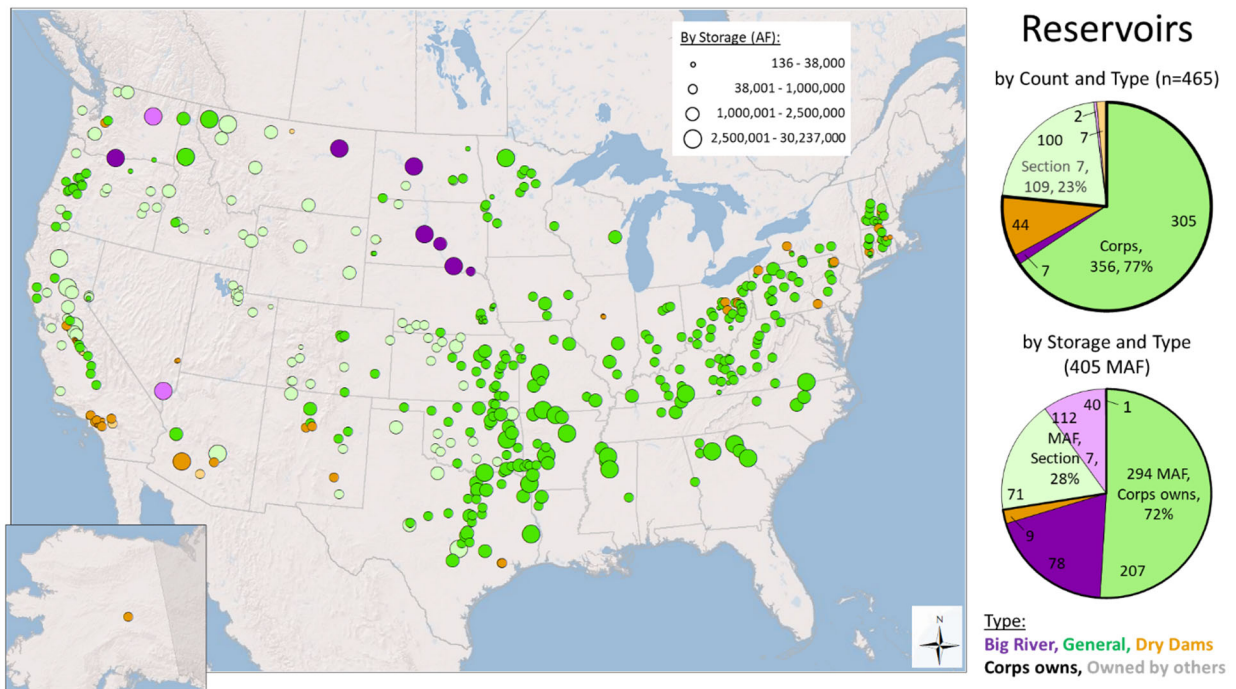 By Storage (AF):
136 - 38,000
38,001 - 1,000,000
1,000,001 - 2,500,000
2,500,001 - 30,237,000
N
Reservoirs
by Count and Type (n=465)
2
7
100
Section 7,
109, 23%
44
305
Corps,
356, 77%
7
by Storage and Type
(405 MAF)
40
1
112
MAF,
Section 7,
28%
294 MAF,
Corps owns,
72%
71
9
78
207
Type:
Big River, General, Dry Dams
Corps owns, Owned by others